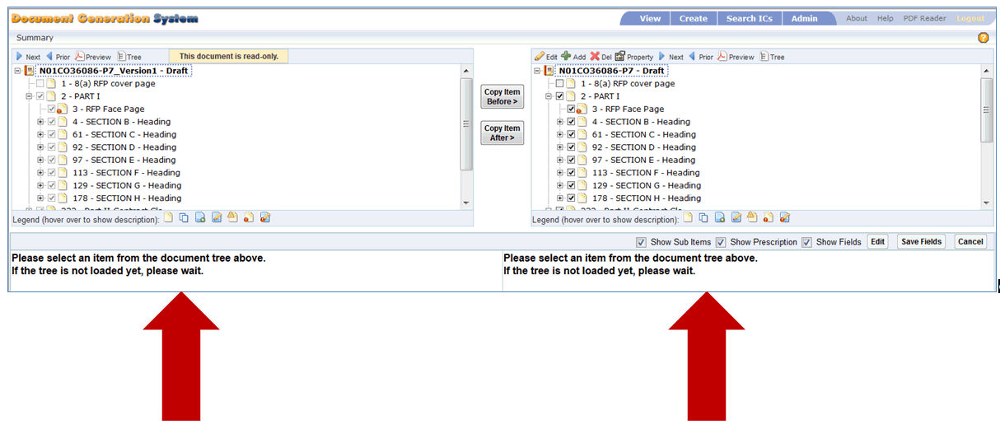 Document Generation System
View Create Search ICs Admin About Help PDF Reader Logout
Summary
Next Prior Preview Tree This document is read-only.
N01CO36086-P7_Version1 - Draft
1 - 8(a) RFP cover page
2 - PART I
3 - RFP Face Page
4 - SECTION B - Heading
61 - SECTION C - Heading
92 - SECTION D - Heading
97 - SECTION E - Heading
113 - SECTION F - Heading
129 - SECTION G - Heading
178 - SECTION H - Heading
Legend (hover over to show description):
Copy Item
Before >
Copy Item
After >
Edit Add Del Property Next Prior Preview Tree
N01CO36086-P7 - Draft
1 - 8(a) RFP cover page
2 - PART I
3 - RFP Face Page
4 - SECTION B - Heading
61 - SECTION C - Heading
92 - SECTION D - Heading
97 - SECTION E - Heading
113 - SECTION F - Heading
129 - SECTION G - Heading
178 - SECTION H - Heading
Legend (hover over to show description):
Show Sub Items Show Prescription Show Fields Edit Save Fields Cancel
Please select an item from the document tree above.
If the tree is not loaded yet, please wait.
Please select an item from the document tree above.
If the tree is not loaded yet, please wait.